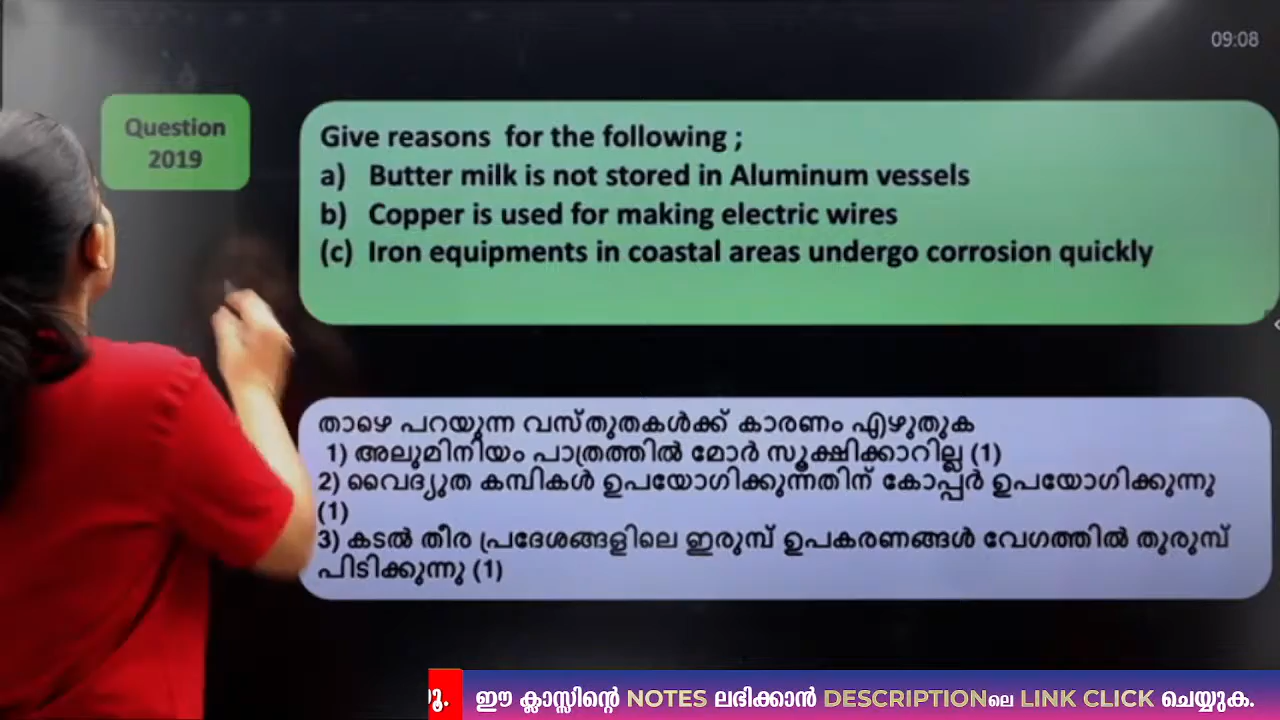 09:08
Question
2019
Give reasons for the following ;
a) Butter milk is not stored in Aluminum vessels
b) Copper is used for making electric wires
(c) Iron equipments in coastal areas undergo corrosion quickly
താഴെ പറയുന്ന വസ്തുതകൾക്ക് കാരണം എഴുതുക
1) അലൂമിനിയം പാത്രത്തിൽ മോർ സൂക്ഷിക്കാറില്ല (1)
2) വൈദ്യുത കമ്പികൾ ഉപയോഗിക്കുന്നതിന് കോപ്പർ ഉപയോഗിക്കുന്നു
(1)
3) കടൽ തീര പ്രദേശങ്ങളിലെ ഇരുമ്പ് ഉപകരണങ്ങൾ വേഗത്തിൽ തുരുമ്പ്
പിടിക്കുന്നു (1)
ഈ ക്ലാസ്സിന്റെ NOTES ലഭിക്കാൻ DESCRIPTIONലെ LINK CLICK ചെയ്യുക.